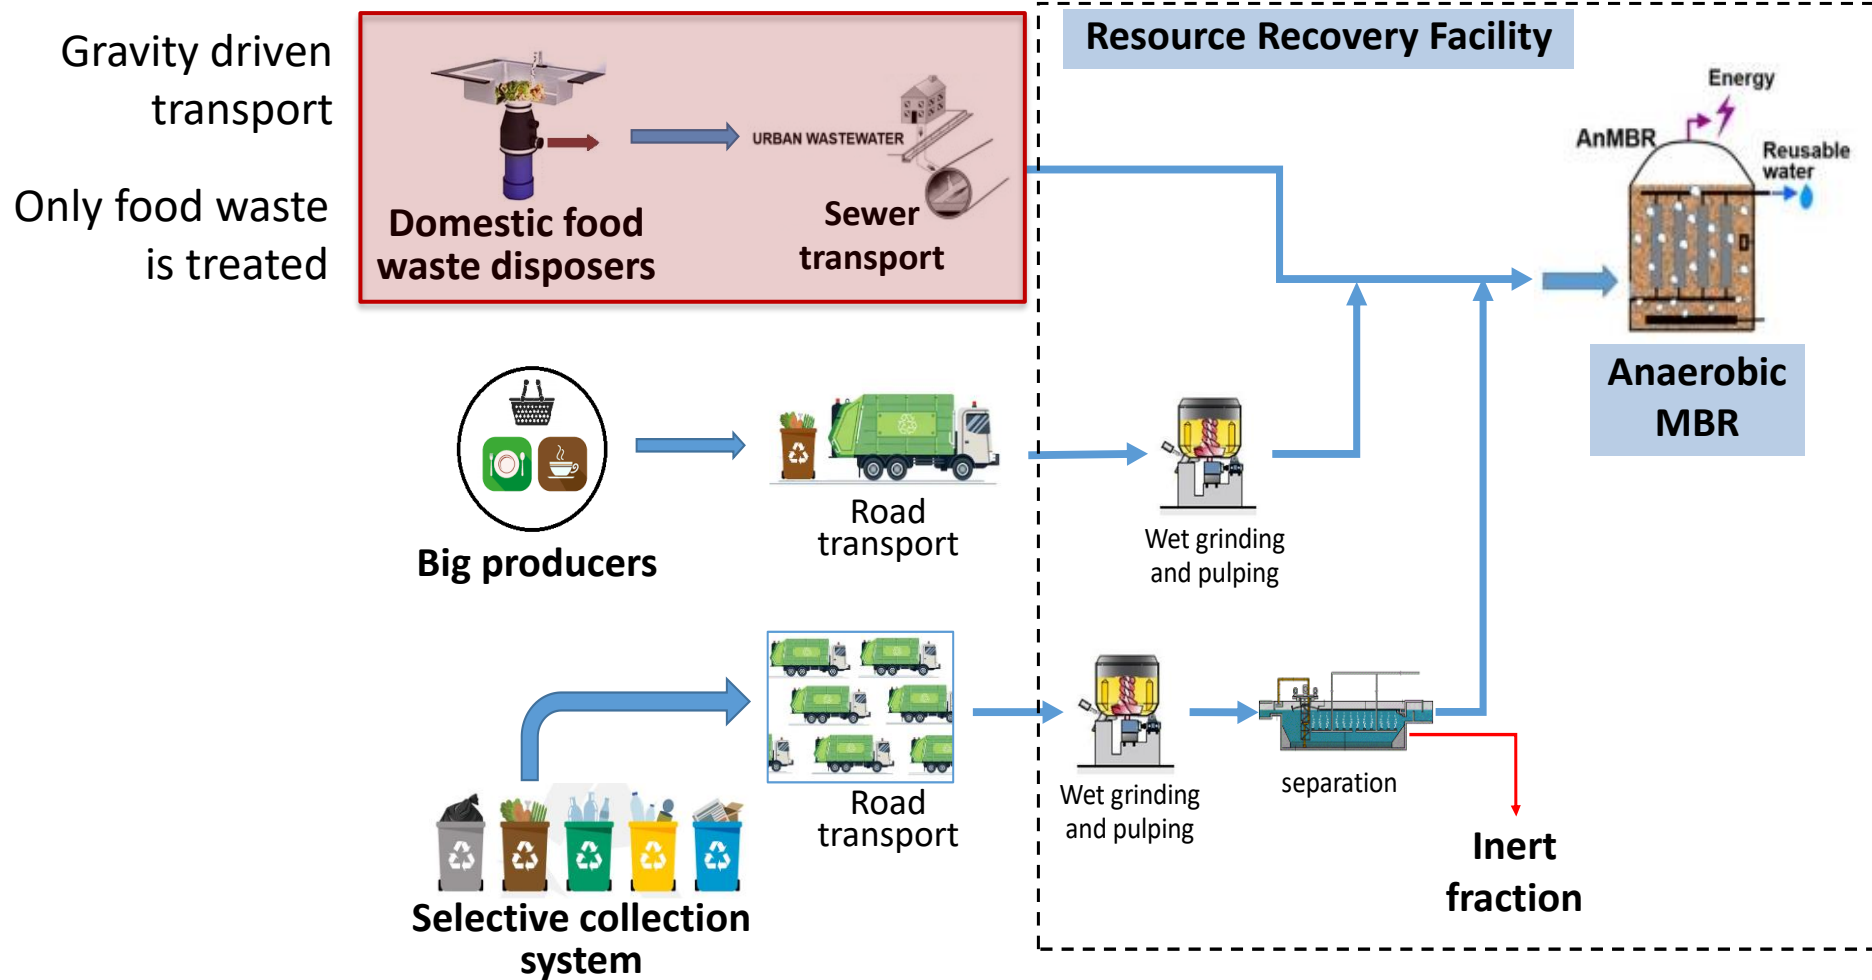 Gravity driven
transport
Only food waste
is treated
Domestic food
waste disposers
URBAN WASTEWATER
Sewer
transport
Resource Recovery Facility
Energy
AnMBR
Reusable
water
Anaerobic
MBR
Big producers
Road
transport
Wet grinding
and pulping
Selective collection
system
Road
transport
Wet grinding
and pulping
separation
Inert
fraction